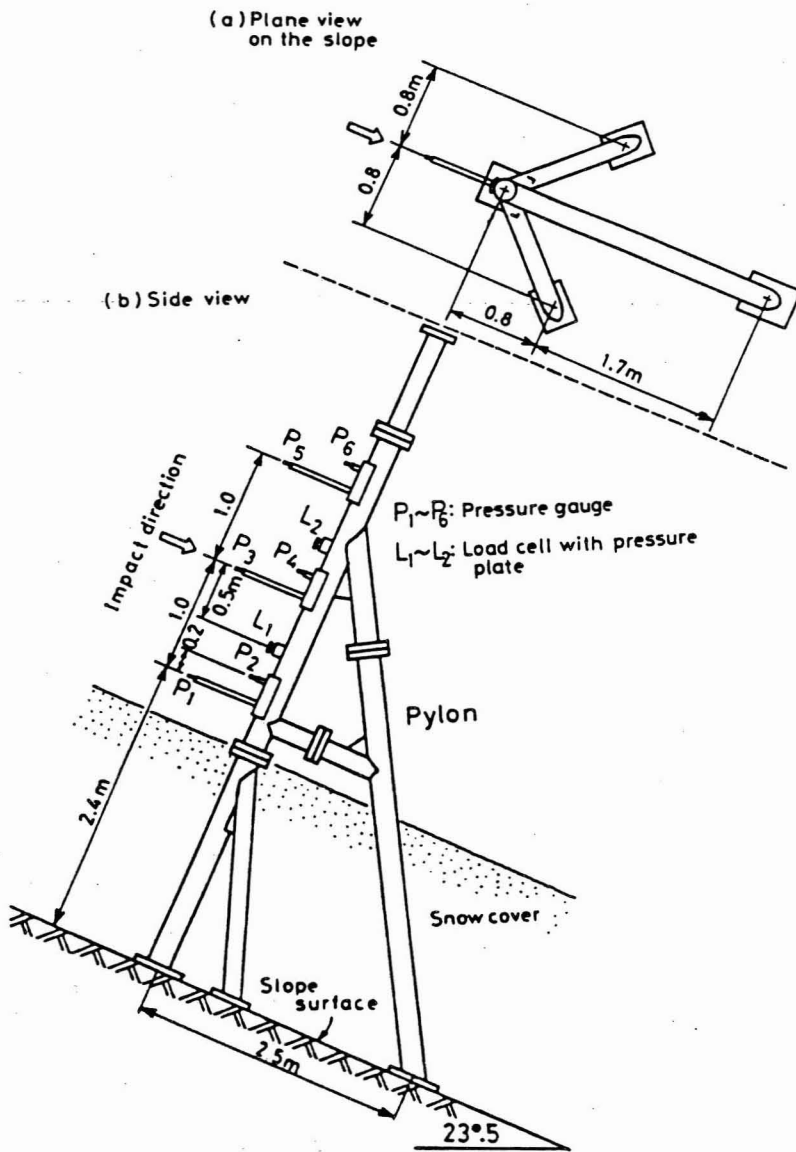 (a) Plane view
on the slope
0.8m
0.8
0.8
1.7m
(b) Side view
P5
P6
1.0
L2
P1~P6: Pressure gauge
L1~L2: Load cell with pressure
plate
Impact direction
P3
P4
1.0
0.5m
L1
0.2
P2
P1
Pylon
2.4m
Snow cover
Slope
surface
2.5m
23°.5